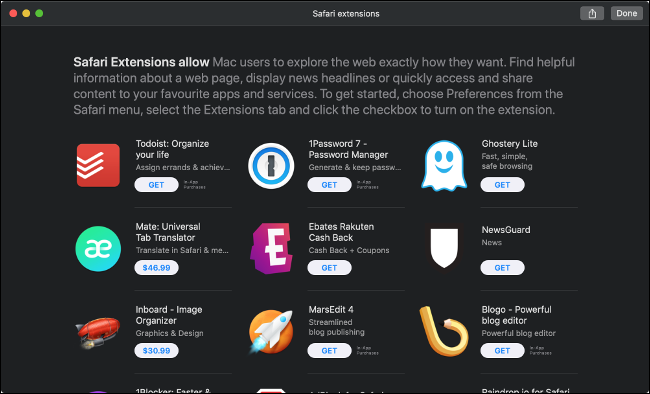 Safari extensions
Done
Safari Extensions allow Mac users to explore the web exactly how they want. Find helpful
information about a web page, display news headlines or quickly access and share
content to your favourite apps and services. To get started, choose Preferences from the
Safari menu, select the Extensions tab and click the checkbox to turn on the extension.
Todoist: Organize
your life
Assign errands & achiev...
GET
In-App
Purchases
1Password 7 -
Password Manager
Generate & keep passw...
GET
In-App
Purchases
Ghostery Lite
Fast, simple,
safe browsing
GET
Mate: Universal
Tab Translator
Translate in Safari & me...
$46.99
Ebates Rakuten
Cash Back
Cash Back + Coupons
GET
NewsGuard
News
GET
Inboard - Image
Organizer
Graphics & Design
$30.99
MarsEdit 4
Streamlined
blog publishing
GET
In-App
Purchases
Blogo - Powerful
blog editor
Powerful blog editor
GET
In-App
Purchases
1Blocker: Faster &
for Safari
Raindrop.io for Safari